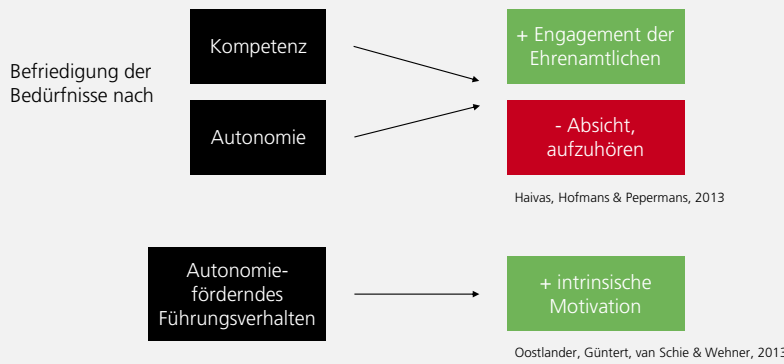 Befriedigung der
Bedürfnisse nach
Kompetenz
Autonomie
+ Engagement der
Ehrenamtlichen
- Absicht,
aufzuhören
Haivas, Hofmans & Pepermans, 2013
Autonomie-
förderndes
Führungsverhalten
+ intrinsische
Motivation
Oostlander, Güntert, van Schie & Wehner, 2013